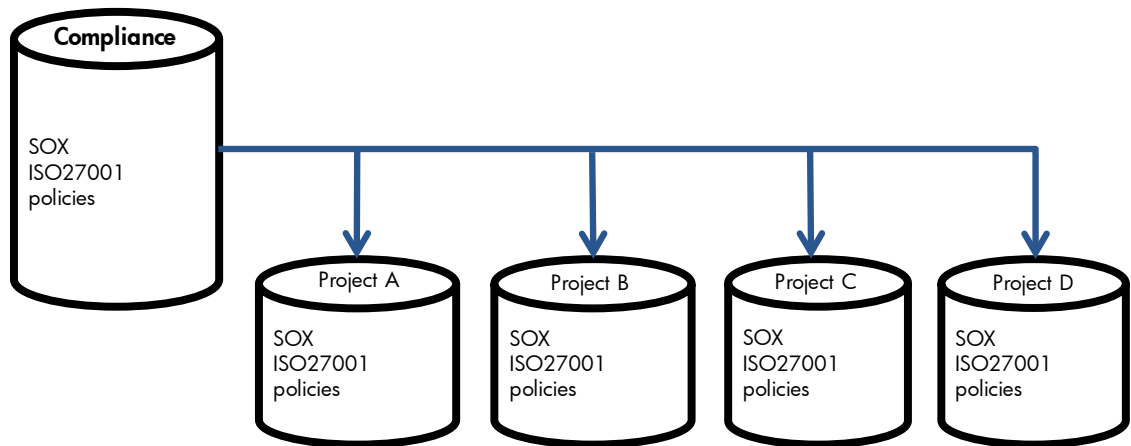 Compliance
SOX
ISO27001
policies
Project A
SOX
ISO27001
policies
Project B
SOX
ISO27001
policies
Project C
SOX
ISO27001
policies
Project D
SOX
ISO27001
policies